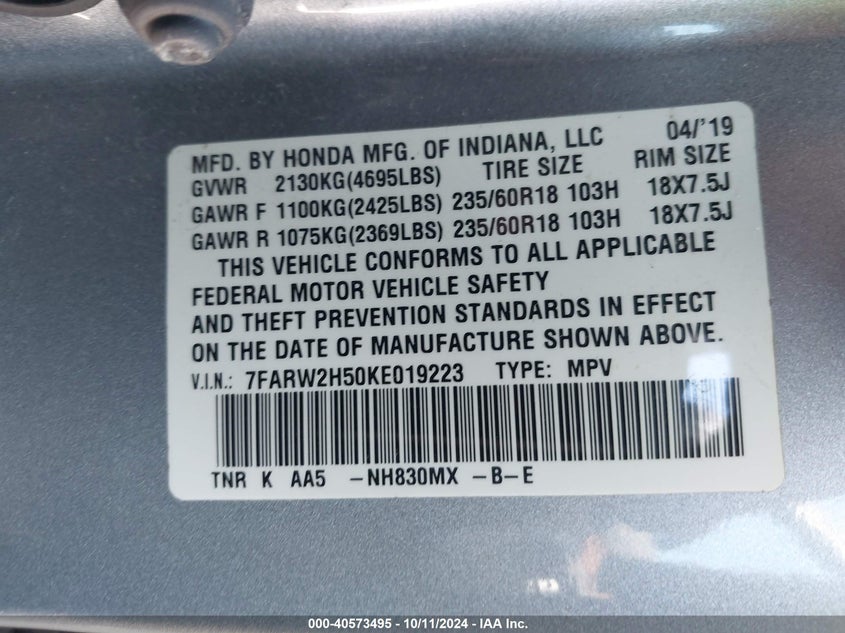 MFD. BY HONDA MFG. OF INDIANA, LLC 04/'19
GVWR 2130KG(4695LBS) TIRE SIZE RIM SIZE
GAWR F 1100KG(2425LBS) 235/60R18 103H 18X7.5J
GAWR R 1075KG(2369LBS) 235/60R18 103H 18X7.5J
THIS VEHICLE CONFORMS TO ALL APPLICABLE
FEDERAL MOTOR VEHICLE SAFETY
AND THEFT PREVENTION STANDARDS IN EFFECT
ON THE DATE OF MANUFACTURE SHOWN ABOVE.
V.I.N.: 7FARW2H50KE019223 TYPE: MPV
TNR K AA5 -NH830MX -B-E
000-40573495 - 10/11/2024 - IAA Inc.